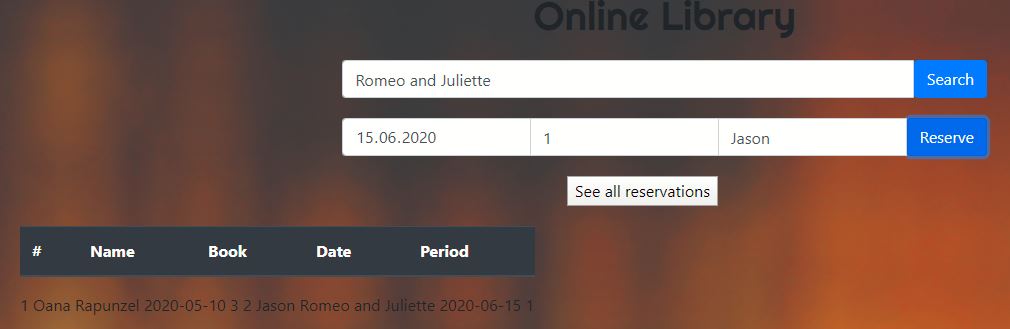 Online Library
Romeo and Juliette Search
15.06.2020 1 Jason Reserve
See all reservations
# Name Book Date Period
1 Oana Rapunzel 2020-05-10 3 2 Jason Romeo and Juliette 2020-06-15 1